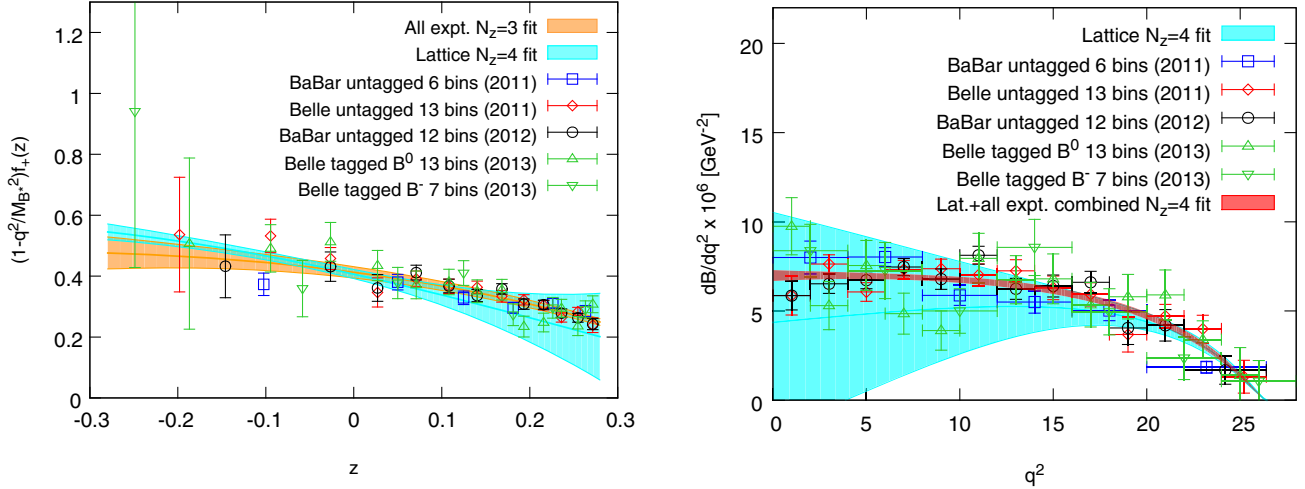 (1-q²/M_B*²)f₊(z)
1.2
1
0.8
0.6
0.4
0.2
0
-0.3 -0.2 -0.1 0 0.1 0.2 0.3
z
All expt. N_z=3 fit
Lattice N_z=4 fit
BaBar untagged 6 bins (2011)
Belle untagged 13 bins (2011)
BaBar untagged 12 bins (2012)
Belle tagged B⁰ 13 bins (2013)
Belle tagged B⁻ 7 bins (2013)
dB/dq² x 10⁶ [GeV⁻²]
20
15
10
5
0
0 5 10 15 20 25
q²
Lattice N_z=4 fit
BaBar untagged 6 bins (2011)
Belle untagged 13 bins (2011)
BaBar untagged 12 bins (2012)
Belle tagged B⁰ 13 bins (2013)
Belle tagged B⁻ 7 bins (2013)
Lat.+all expt. combined N_z=4 fit